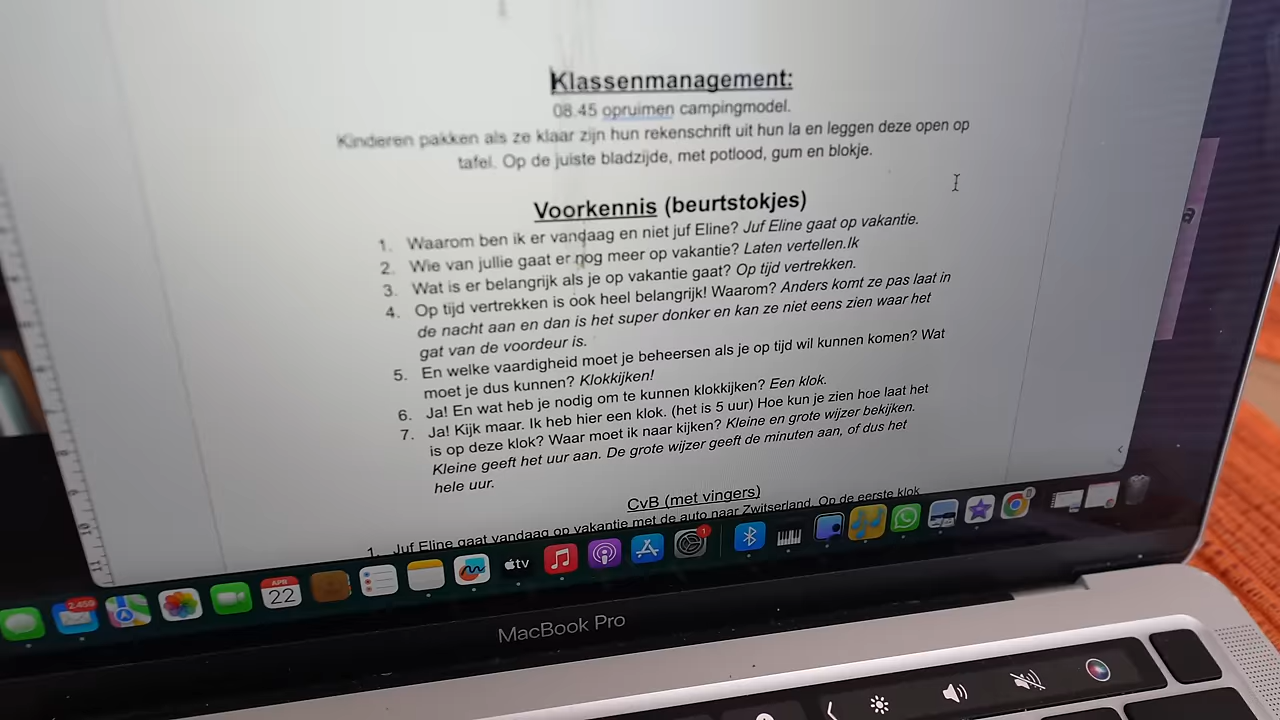 Klassenmanagement:
08.45 opruimen campingmodel.
Kinderen pakken als ze klaar zijn hun rekenschrift uit hun la en leggen deze open op
tafel. Op de juiste bladzijde, met potlood, gum en blokje.
Voorkennis (beurtstokjes)
1. Waarom ben ik er vandaag en niet juf Eline? Juf Eline gaat op vakantie.
2. Wie van jullie gaat er nog meer op vakantie? Laten vertellen.Ik
3. Wat is er belangrijk als je op vakantie gaat? Op tijd vertrekken.
4. Op tijd vertrekken is ook heel belangrijk! Waarom? Anders komt ze pas laat in
de nacht aan en dan is het super donker en kan ze niet eens zien waar het
gat van de voordeur is.
5. En welke vaardigheid moet je beheersen als je op tijd wil kunnen komen? Wat
moet je dus kunnen? Klokkijken!
6. Ja! En wat heb je nodig om te kunnen klokkijken? Een klok.
7. Ja! Kijk maar. Ik heb hier een klok. (het is 5 uur) Hoe kun je zien hoe laat het
is op deze klok? Waar moet ik naar kijken? Kleine en grote wijzer bekijken.
Kleine geeft het uur aan. De grote wijzer geeft de minuten aan, of dus het
hele uur.
CvB (met vingers)
1. Juf Eline gaat vandaag op vakantie met de auto naar Zwitserland. Op de eerste klok
2.450
APR
22
tv
1
MacBook Pro
a
10
11